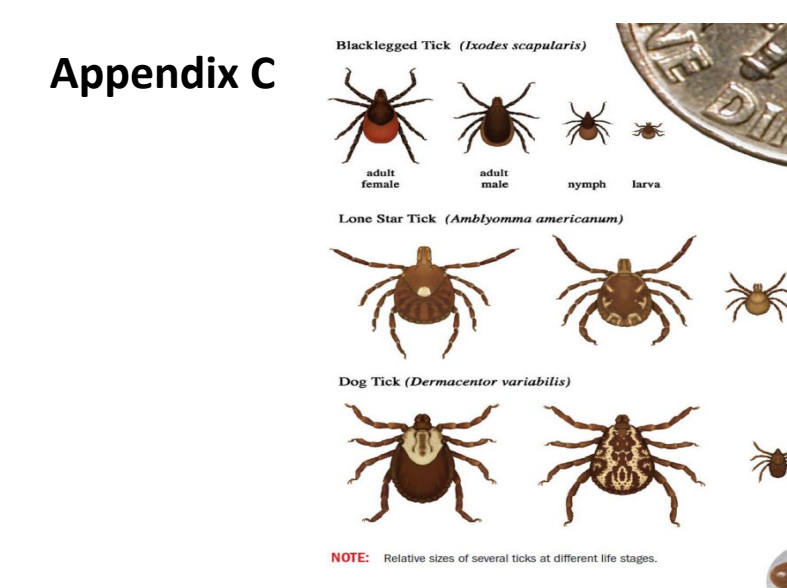 Appendix C
Blacklegged Tick (Ixodes scapularis)
adult female
adult male
nymph
larva
Lone Star Tick (Amblyomma americanum)
Dog Tick (Dermacentor variabilis)
NOTE: Relative sizes of several ticks at different life stages.